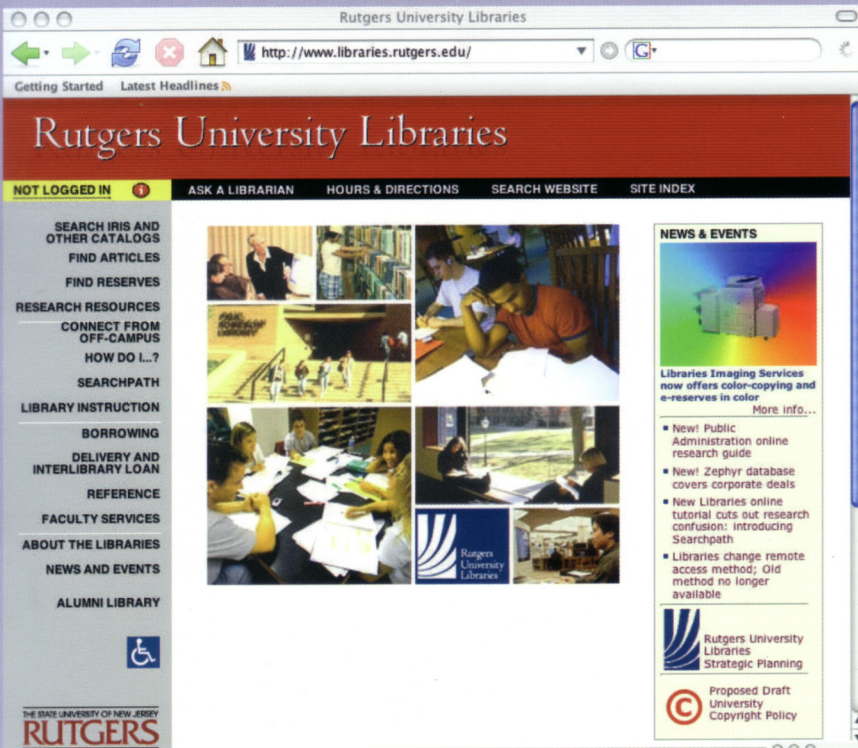 Rutgers University Libraries
http://www.libraries.rutgers.edu/
G
Getting Started Latest Headlines
Rutgers University Libraries
NOT LOGGED IN i ASK A LIBRARIAN HOURS & DIRECTIONS SEARCH WEBSITE SITE INDEX
SEARCH IRIS AND
OTHER CATALOGS
FIND ARTICLES
FIND RESERVES
RESEARCH RESOURCES
CONNECT FROM
OFF-CAMPUS
HOW DO I...?
SEARCHPATH
LIBRARY INSTRUCTION
BORROWING
DELIVERY AND
INTERLIBRARY LOAN
REFERENCE
FACULTY SERVICES
ABOUT THE LIBRARIES
NEWS AND EVENTS
ALUMNI LIBRARY
THE STATE UNIVERSITY OF NEW JERSEY
RUTGERS
Rutgers
University
Libraries
NEWS & EVENTS
Libraries Imaging Services
now offers color-copying and
e-reserves in color
More info...
New! Public
Administration online
research guide
New! Zephyr database
covers corporate deals
New Libraries online
tutorial cuts out research
confusion: introducing
Searchpath
Libraries change remote
access method; Old
method no longer
available
Rutgers University
Libraries
Strategic Planning
©
Proposed Draft
University
Copyright Policy